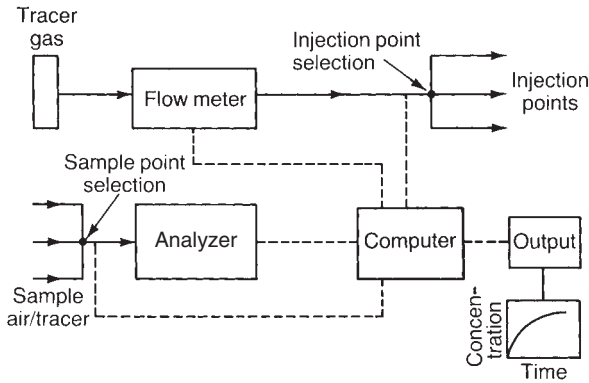 Tracer
gas
Flow meter
Injection point
selection
Injection
points
Sample point
selection
Analyzer
Computer
Output
Sample
air/tracer
Concen-
tration
Time